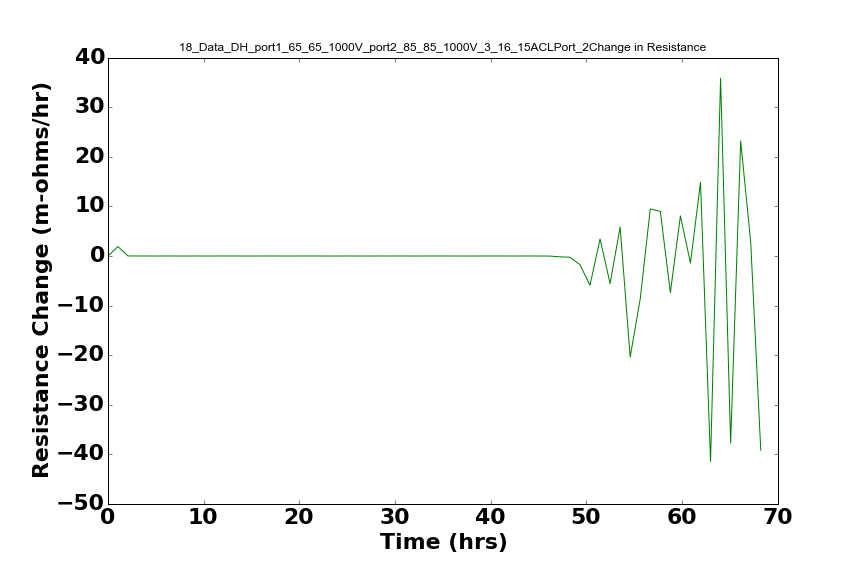 18_Data_DH_port1_65_65_1000V_port2_85_85_1000V_3_16_15ACLPort_2Change in Resistance
40
30
20
10
0
−10
−20
−30
−40
−50
Resistance Change (m-ohms/hr)
0 10 20 30 40 50 60 70
Time (hrs)